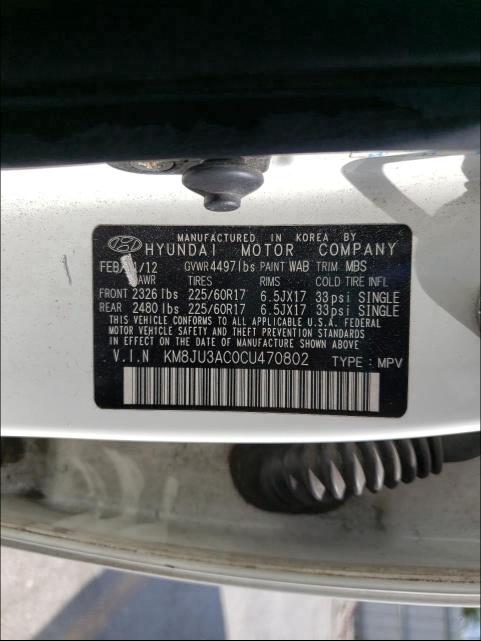 MANUFACTURED IN KOREA BY
HYUNDAI MOTOR COMPANY
GVWR 4497lbs PAINT WAB TRIM MBS
TIRES RIMS COLD TIRE INFL
FRONT 2326 lbs 225/60R17 6.5JX17 33psi SINGLE
REAR 2480 lbs 225/60R17 6.5JX17 33psi SINGLE
THIS VEHICLE CONFORMS TO ALL APPLICABLE U.S.A. FEDERAL
MOTOR VEHICLE SAFETY AND THEFT PREVENTION STANDARDS
IN EFFECT ON THE DATE OF MANUFACTURE SHOWN ABOVE
V.I.N KM8JU3AC0CU470802 TYPE : MPV